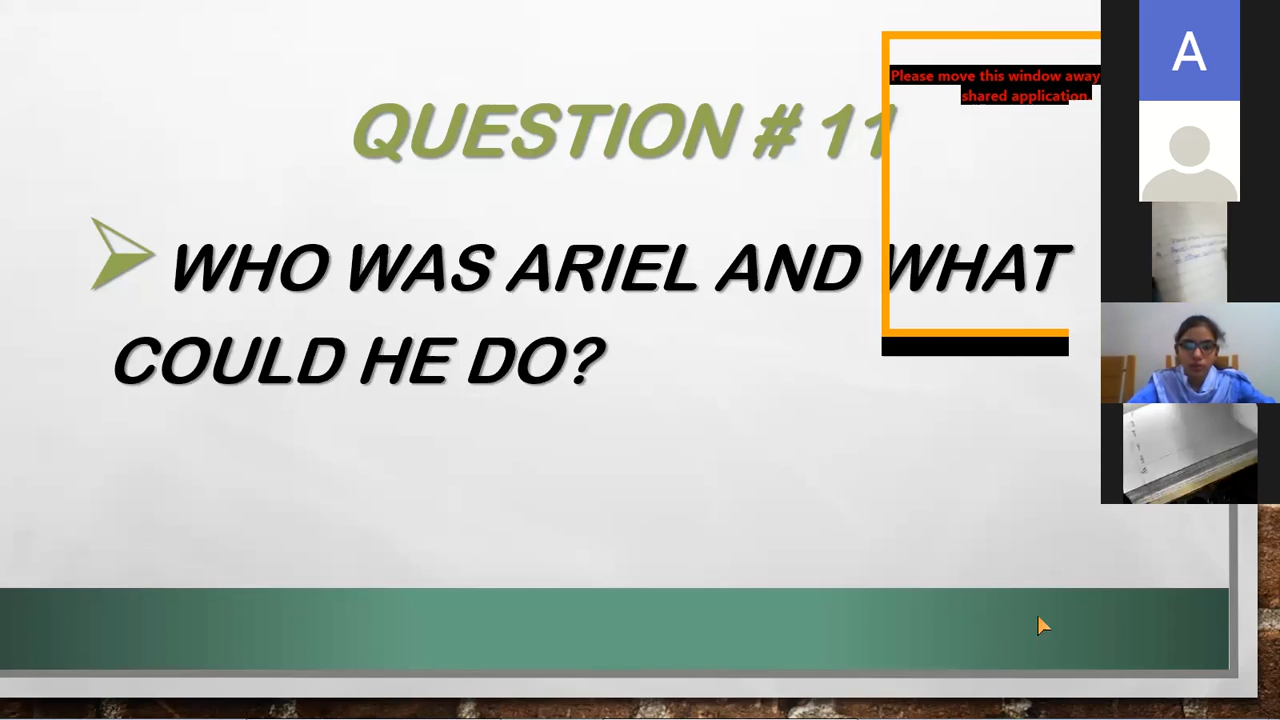 QUESTION # 11
WHO WAS ARIEL AND WHAT
COULD HE DO?
Please move this window away
shared application.
A